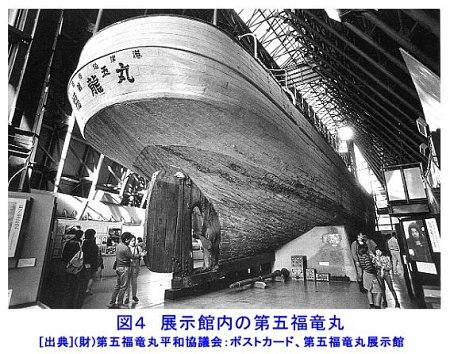 第五福龍丸
図４　展示館内の第五福竜丸
[出典](財)第五福竜丸平和協議会：ポストカード、第五福竜丸展示館